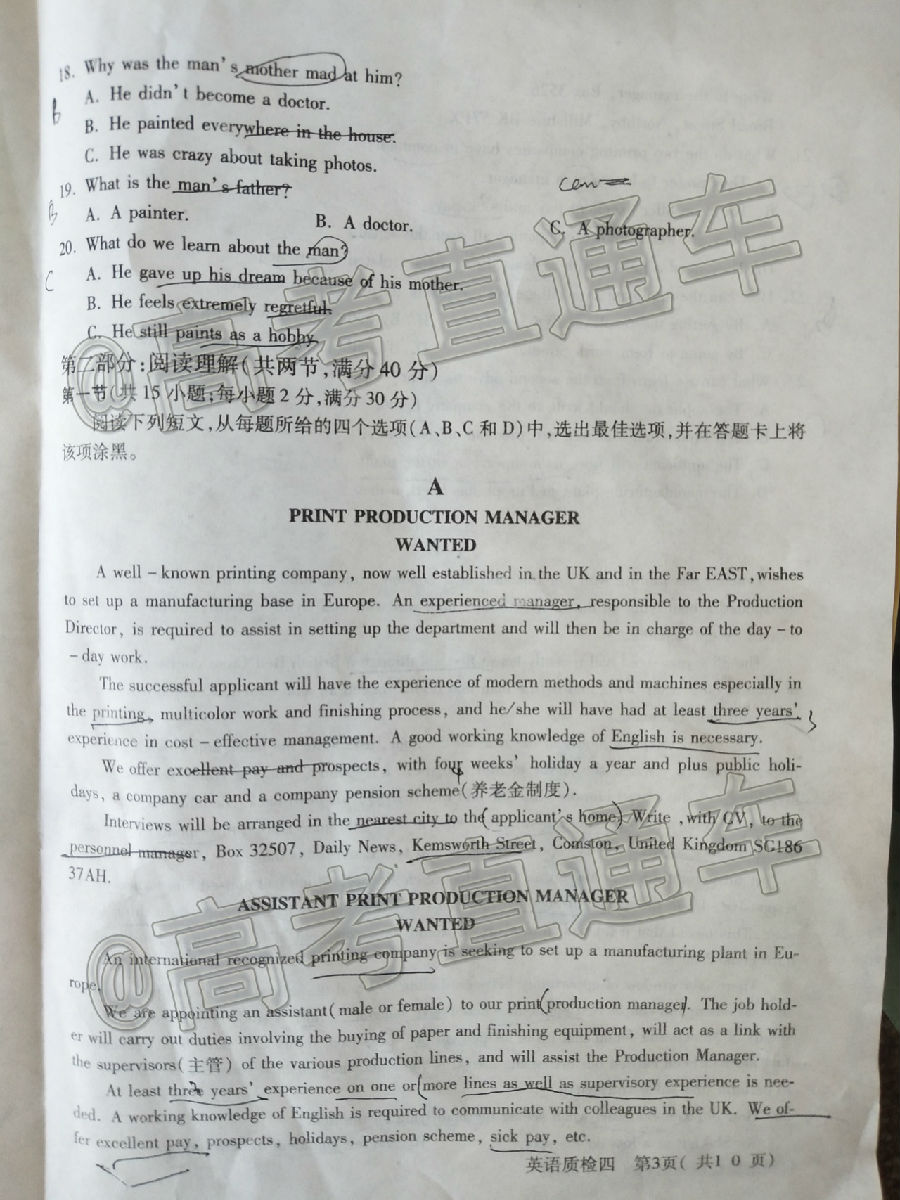 18. Why was the man's mother mad at him?
A. He didn't become a doctor.
B. He painted everywhere in the house.
C. He was crazy about taking photos.
B
19. What is the man's father?
A. A painter. B. A doctor. C. A photographer.
B
20. What do we learn about the man?
A. He gave up his dream because of his mother.
C
B. He feels extremely regretful.
C. He still paints as a hobby.
第二部分:阅读理解(共两节,满分40分)
第一节(共15小题;每小题2分,满分30分)
阅读下列短文,从每题所给的四个选项(A、B、C和D)中,选出最佳选项,并在答题卡上将
该项涂黑。
A
PRINT PRODUCTION MANAGER
WANTED
A well-known printing company, now well established in the UK and in the Far EAST, wishes
to set up a manufacturing base in Europe. An experienced manager, responsible to the Production
Director, is required to assist in setting up the department and will then be in charge of the day-to
-day work.
The successful applicant will have the experience of modern methods and machines especially in
the printing, multicolor work and finishing process, and he/she will have had at least three years'
experience in cost-effective management. A good working knowledge of English is necessary.
We offer excellent pay and prospects, with four weeks' holiday a year and plus public holi-
days, a company car and a company pension scheme(养老金制度).
Interviews will be arranged in the nearest city to the applicant's home. Write, with CV, to the
personnel manager, Box 32507, Daily News, Kemsworth Street, Comston, United Kingdom SG186
37AH.
ASSISTANT PRINT PRODUCTION MANAGER
WANTED
An international recognized printing company is seeking to set up a manufacturing plant in Eu-
rope.
We are appointing an assistant(male or female) to our print production manager. The job hold-
er will carry out duties involving the buying of paper and finishing equipment, will act as a link with
the supervisors(主管) of the various production lines, and will assist the Production Manager.
At least three years' experience on one or more lines as well as supervisory experience is nee-
ded. A working knowledge of English is required to communicate with colleagues in the UK. We of-
fer excellent pay, prospects, holidays, pension scheme, sick pay, etc.
英语质检四 第3页(共10页)
@高考直通车
@高考直通车